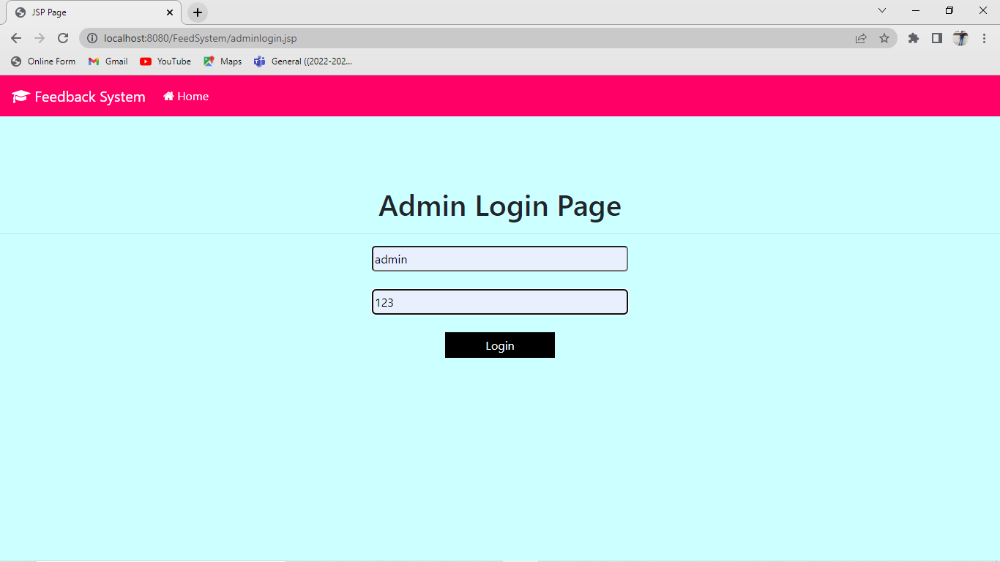 JSP Page
localhost:8080/FeedSystem/adminlogin.jsp
Online Form Gmail YouTube Maps General ((2022-202...
Feedback System Home
Admin Login Page
admin
123
Login